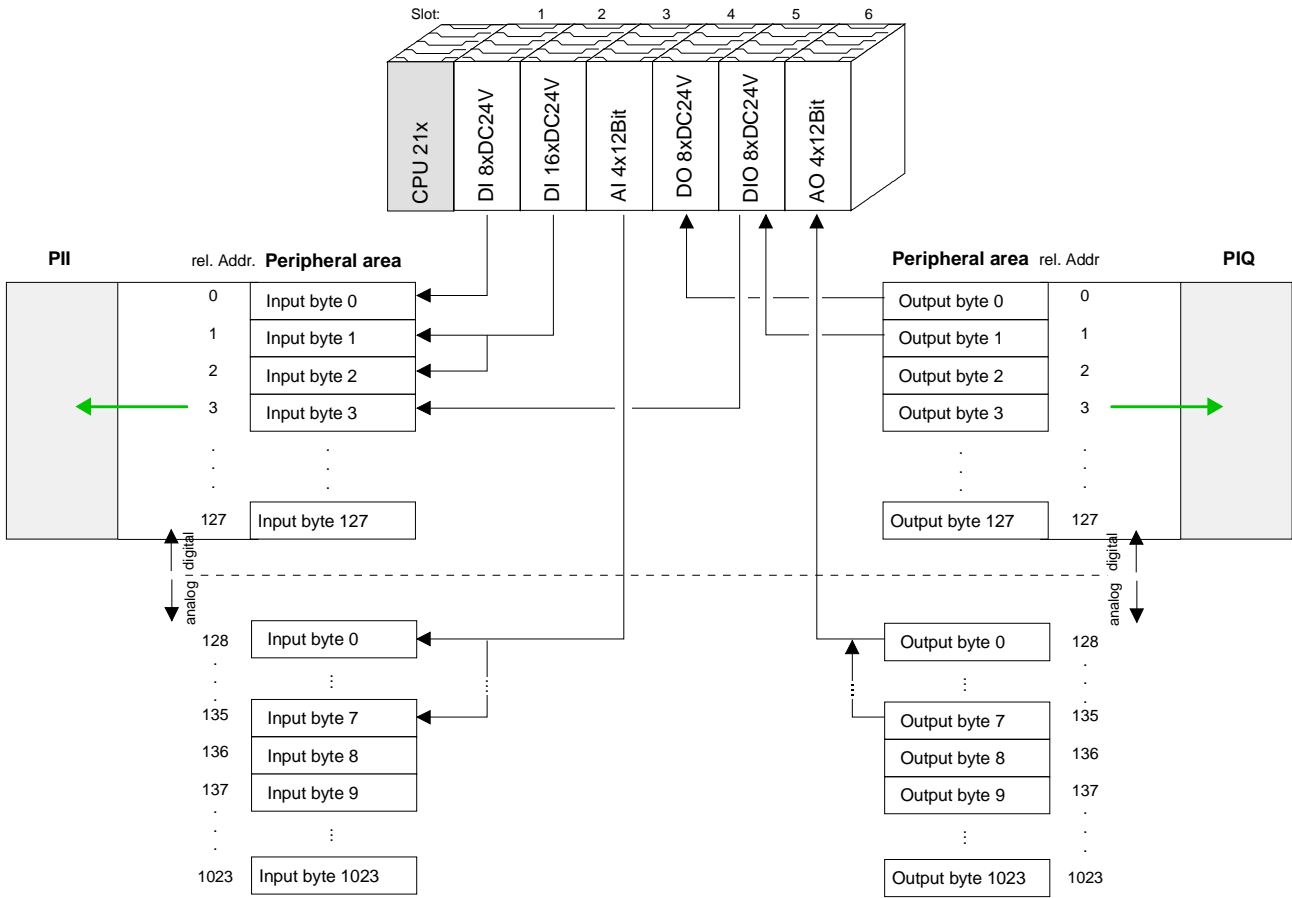 Slot: 1 2 3 4 5 6
CPU 21x
DI 8xDC24V
DI 16xDC24V
AI 4x12Bit
DO 8xDC24V
DIO 8xDC24V
AO 4x12Bit
PII
rel. Addr. Peripheral area
0 Input byte 0
1 Input byte 1
2 Input byte 2
3 Input byte 3
. .
. .
. .
127 Input byte 127
digital
analog
128 Input byte 0
. ...
135 Input byte 7
136 Input byte 8
137 Input byte 9
. ...
1023 Input byte 1023
Peripheral area rel. Addr PIQ
Output byte 0 0
Output byte 1 1
Output byte 2 2
Output byte 3 3
. .
. .
. .
Output byte 127 127
digital
analog
Output byte 0 128
... .
Output byte 7 135
Output byte 8 136
Output byte 9 137
... .
Output byte 1023 1023